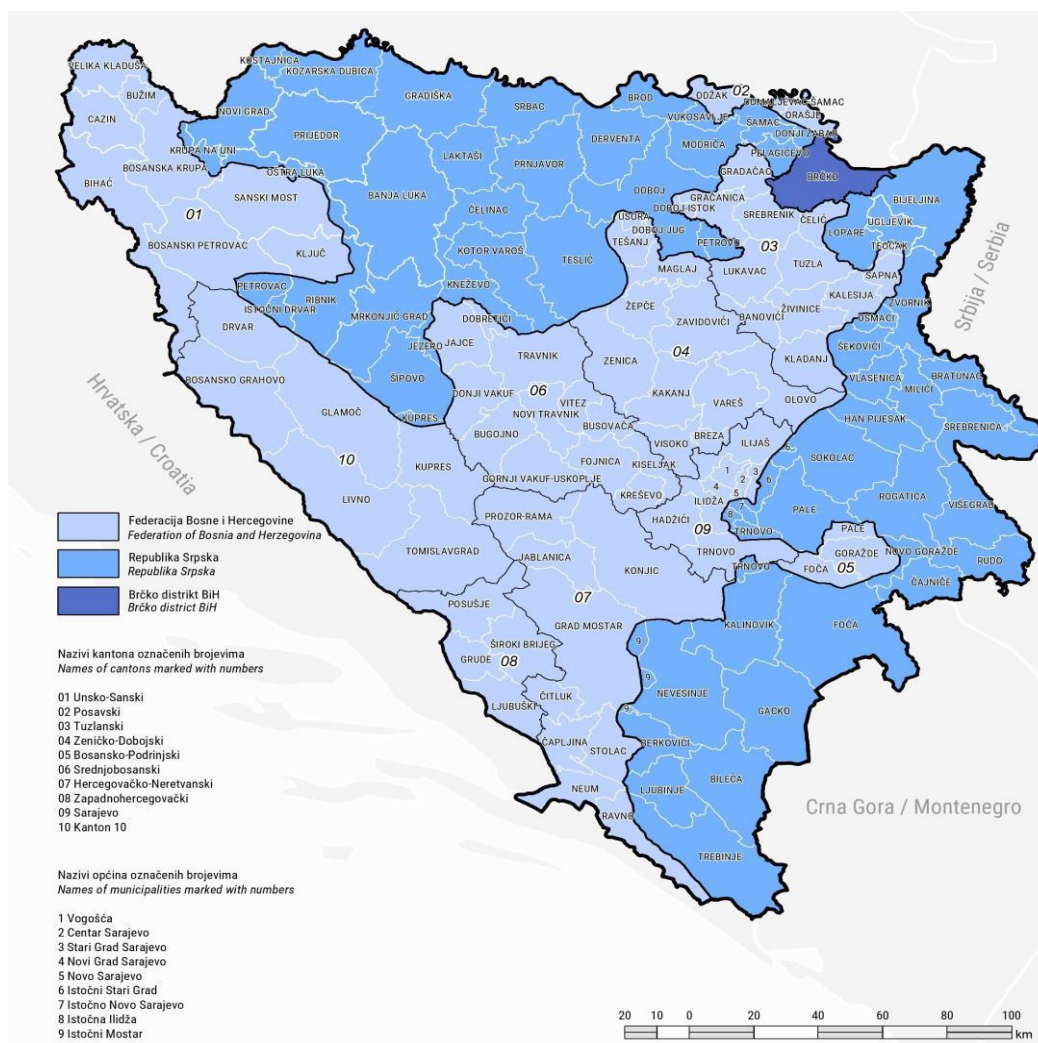 VELIKA KLADUŠA
BUŽIM
CAZIN
BIHAĆ
BOSANSKA KRUPA
01
SANSKI MOST
BOSANSKI PETROVAC
KLJUČ
KOSTAJNICA
KOZARSKA DUBICA
NOVI GRAD
PRIJEDOR
KRUPA NA UNI
OSTRA LUKA
GRADIŠKA
LAKTAŠI
BANJA LUKA
ČELINAC
SRBAC
PRNJAVOR
KOTOR VAROŠ
KNEŽEVO
TESLIĆ
BROD
DERVENTA
ODŽAK
02
VUKOSAVLJE
MODRIČA
DOMALJEVAC-ŠAMAC
ORAŠJE
ŠAMAC
DONJI ŽABAR
PELAGIĆEVO
BRČKO
DOBOJ
DOBOJ ISTOK
GRADAČAC
GRAČANICA
SREBRENIK
ČELIĆ
03
USORA
DOBOJ JUG
TEŠANJ
PETROVO
LUKAVAC
TUZLA
BIJELJINA
UGLJEVIK
LOPARE
TEOČAK
SAPNA
KALESIJA
ZVORNIK
MAGLAJ
ŽEPČE
ZAVIDOVIĆI
BANOVIĆI
ŽIVINICE
KLADANJ
OSMACI
ŠEKOVIĆI
VLASENICA
MILIĆI
BRATUNAC
SREBRENICA
PETROVAC
ISTOČNI DRVAR
RIBNIK
MRKONJIĆ GRAD
JEZERO
ŠIPOVO
KUPRES
DRVAR
BOSANSKO GRAHOVO
GLAMOČ
10
KUPRES
LIVNO
TOMISLAVGRAD
DOBRETIĆI
JAJCE
TRAVNIK
DONJI VAKUF
06
VITEZ
NOVI TRAVNIK
BUSOVAČA
BUGOJNO
FOJNICA
KISELJAK
GORNJI VAKUF-USKOPLJE
KREŠEVO
ZENICA
04
KAKANJ
VAREŠ
OLOVO
VISOKO
BREZA
ILIJAŠ
HAN PIJESAK
SOKOLAC
ROGATICA
VIŠEGRAD
1
2
3
4
5
6
6
7
8
ILIDŽA
HADŽIĆI
09
TRNOVO
TRNOVO
TRNOVO
PALE
PALE
GORAŽDE
FOČA
05
NOVO GORAŽDE
RUDO
ČAJNIČE
PROZOR-RAMA
JABLANICA
KONJIC
07
GRAD MOSTAR
POSUŠJE
ŠIROKI BRIJEG
GRUDE
08
LJUBUŠKI
ČITLUK
ČAPLJINA
STOLAC
NEUM
RAVNO
KALINOVIK
FOČA
9
9
9
NEVESINJE
GACKO
BERKOVIĆI
BILEĆA
LJUBINJE
TREBINJE
Hrvatska / Croatia
Srbija / Serbia
Crna Gora / Montenegro
Federacija Bosne i Hercegovine
Federation of Bosnia and Herzegovina
Republika Srpska
Republika Srpska
Brčko distrikt BiH
Brčko district BiH
Nazivi kantona označenih brojevima
Names of cantons marked with numbers
01 Unsko-Sanski
02 Posavski
03 Tuzlanski
04 Zeničko-Dobojski
05 Bosansko-Podrinjski
06 Srednjobosanski
07 Hercegovačko-Neretvanski
08 Zapadnohercegovački
09 Sarajevo
10 Kanton 10
Nazivi općina označenih brojevima
Names of municipalities marked with numbers
1 Vogošća
2 Centar Sarajevo
3 Stari Grad Sarajevo
4 Novi Grad Sarajevo
5 Novo Sarajevo
6 Istočni Stari Grad
7 Istočno Novo Sarajevo
8 Istočna Ilidža
9 Istočni Mostar
20 10 0 20 40 60 80 100
km